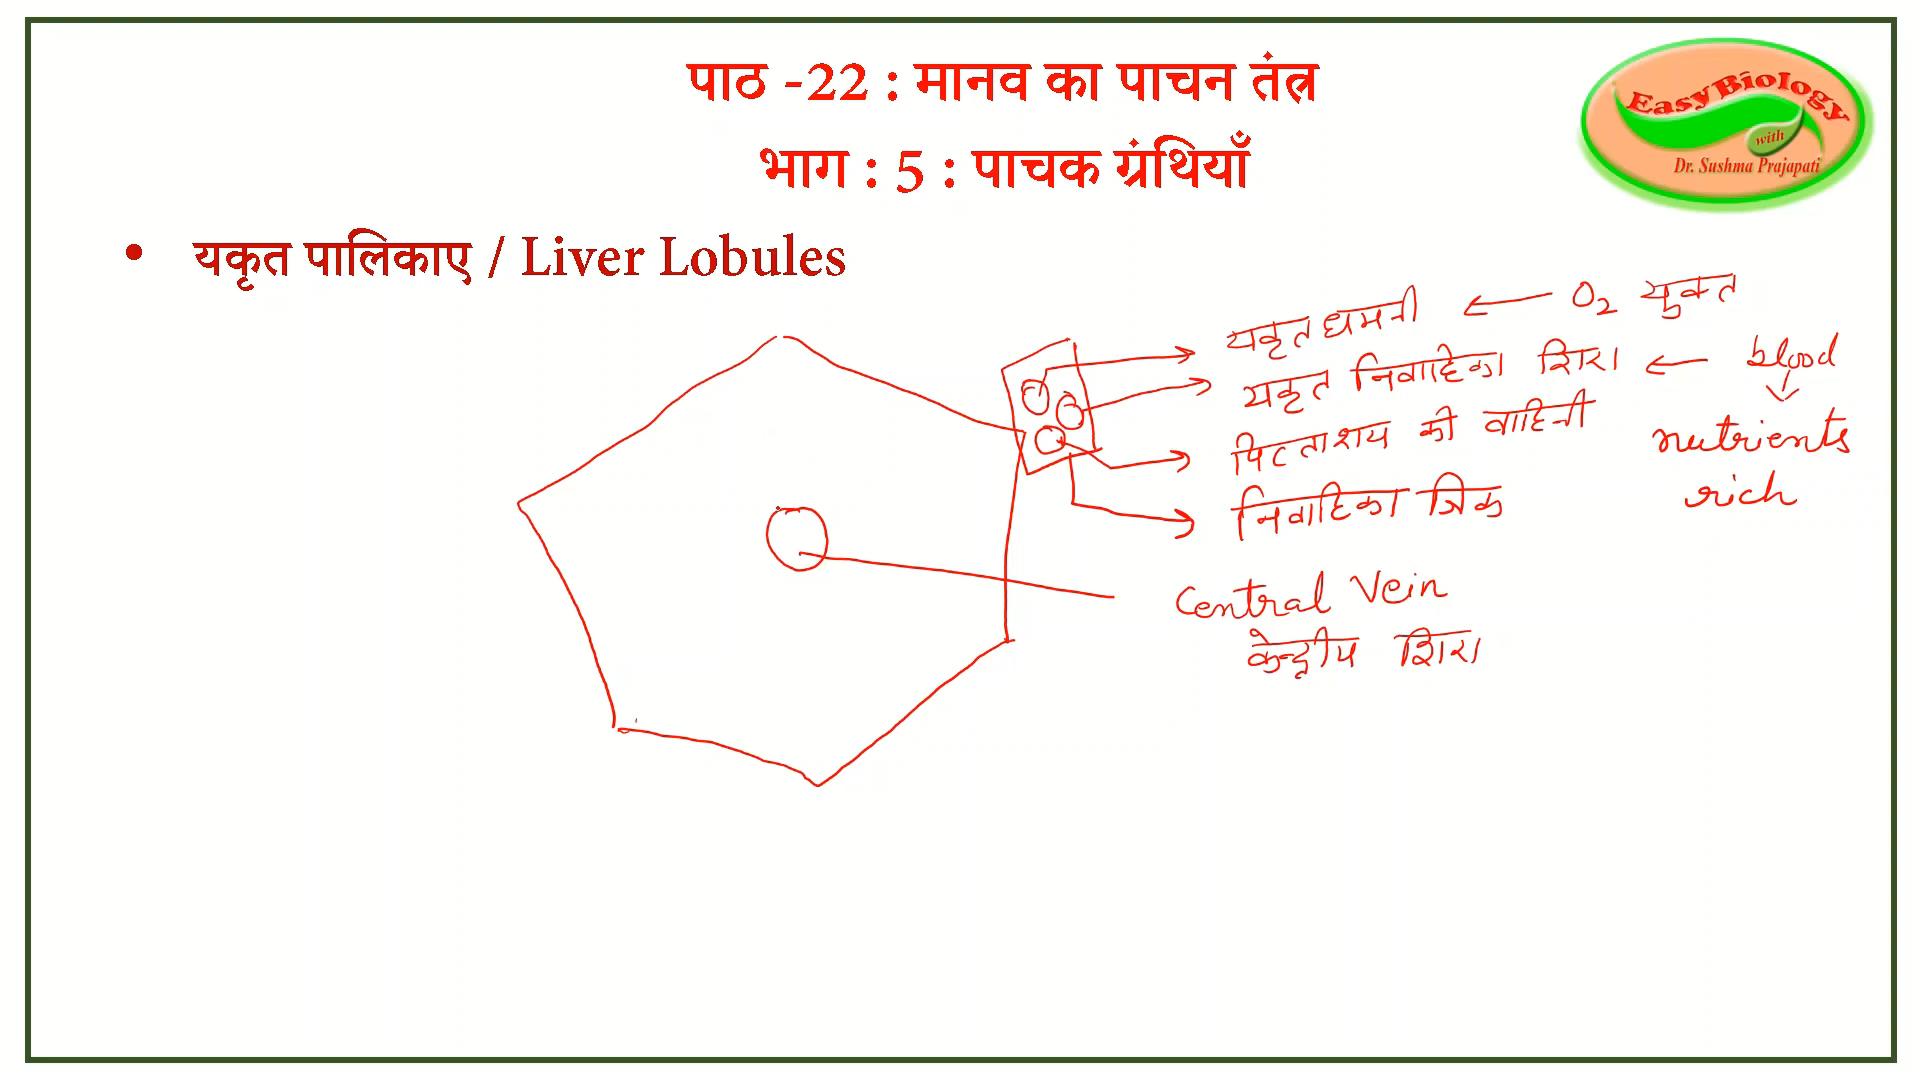 पाठ -22 : मानव का पाचन तंत्र
भाग : 5 : पाचक ग्रंथियाँ
EasyBiology
with
Dr. Sushma Prajapati
• यकृत पालिकाए / Liver Lobules
यकृत धमनी ← O2 युक्त
यकृत निवाहिका शिरा ← blood
पित्ताशय की वाहिनी
nutrients
rich
निवाहिका त्रिक
Central Vein
केन्द्रीय शिरा